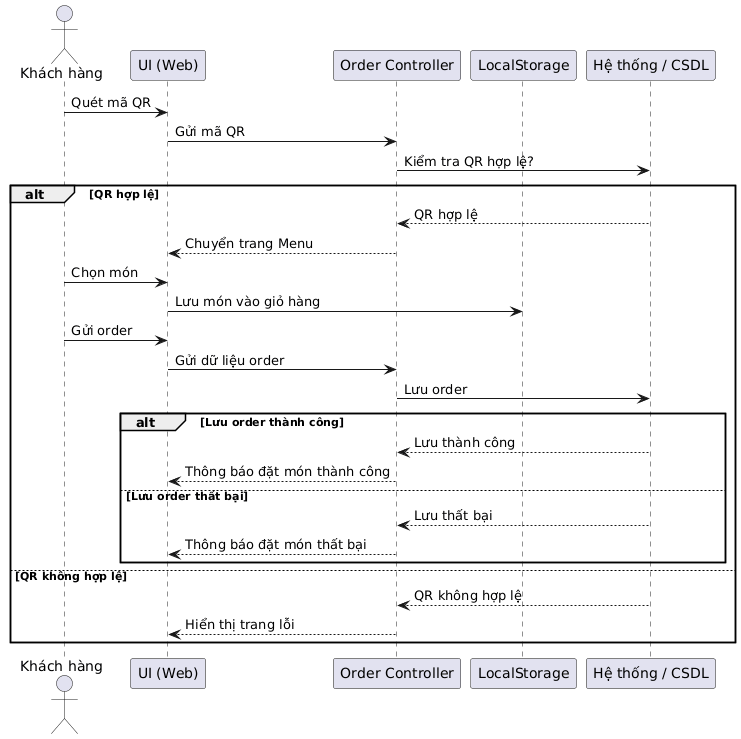 Khách hàng
UI (Web)
Order Controller
LocalStorage
Hệ thống / CSDL
Quét mã QR
Gửi mã QR
Kiểm tra QR hợp lệ?
alt [QR hợp lệ]
QR hợp lệ
Chuyển trang Menu
Chọn món
Lưu món vào giỏ hàng
Gửi order
Gửi dữ liệu order
Lưu order
alt [Lưu order thành công]
Lưu thành công
Thông báo đặt món thành công
[Lưu order thất bại]
Lưu thất bại
Thông báo đặt món thất bại
[QR không hợp lệ]
QR không hợp lệ
Hiển thị trang lỗi
Khách hàng
UI (Web)
Order Controller
LocalStorage
Hệ thống / CSDL